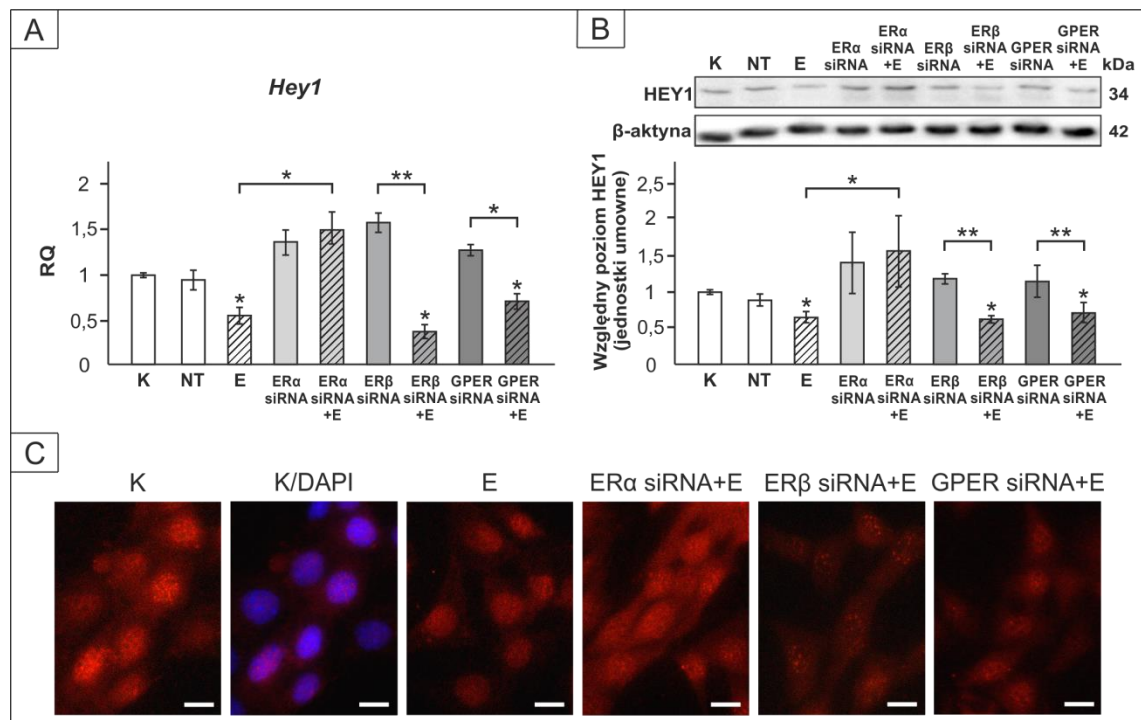 A
Hey1
RQ
2
1,5
1
0,5
0
*
*
*
**
*
*
*
K
NT
E
ERα
siRNA
ERα
siRNA
+E
ERβ
siRNA
ERβ
siRNA
+E
GPER
siRNA
GPER
siRNA
+E
B
K
NT
E
ERα
siRNA
ERα
siRNA
+E
ERβ
siRNA
ERβ
siRNA
+E
GPER
siRNA
GPER
siRNA
+E
kDa
HEY1
34
β-aktyna
42
Względny poziom HEY1
(jednostki umowne)
2,5
2
1,5
1
0,5
0
*
*
**
*
**
*
K
NT
E
ERα
siRNA
ERα
siRNA
+E
ERβ
siRNA
ERβ
siRNA
+E
GPER
siRNA
GPER
siRNA
+E
C
K
K/DAPI
E
ERα siRNA+E
ERβ siRNA+E
GPER siRNA+E